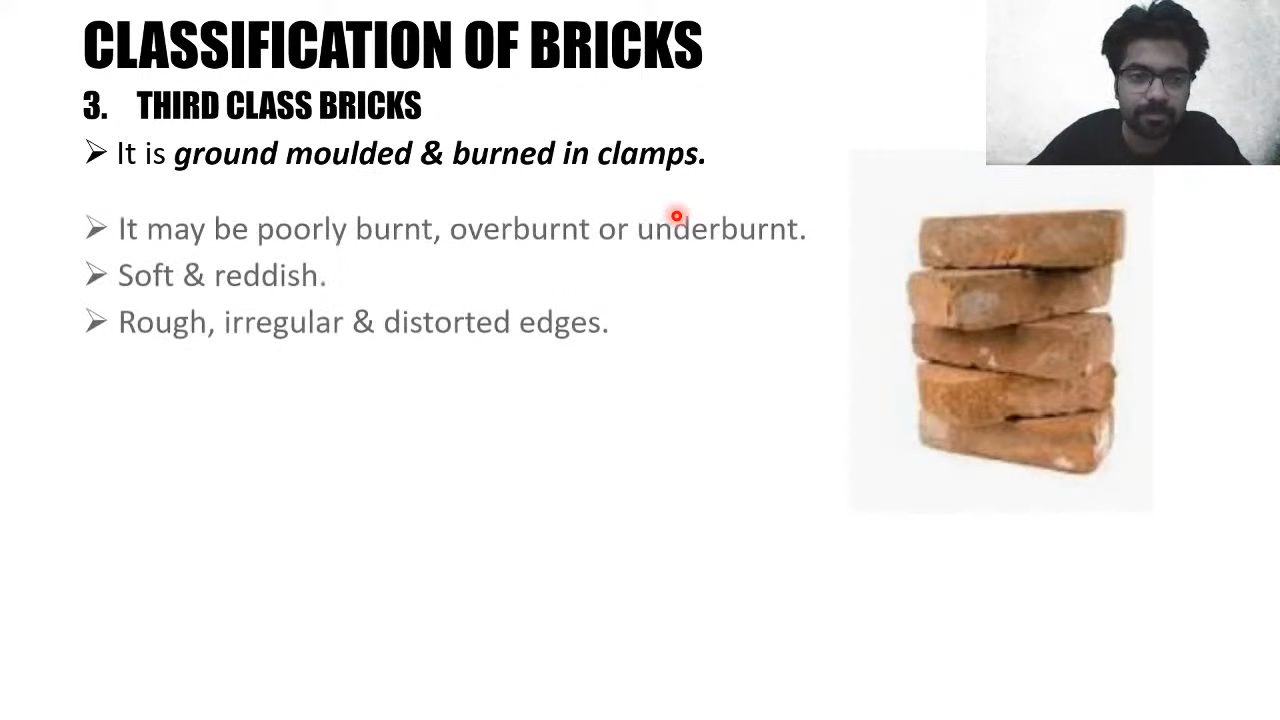 CLASSIFICATION OF BRICKS
3. THIRD CLASS BRICKS
➢ It is ground moulded & burned in clamps.
➢ It may be poorly burnt, overburnt or underburnt.
➢ Soft & reddish.
➢ Rough, irregular & distorted edges.